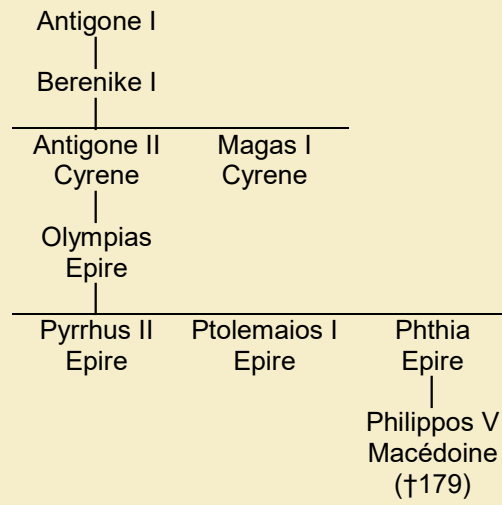 Antigone I
Berenike I
Antigone II Magas I
Cyrene Cyrene
Olympias
Epire
Pyrrhus II Ptolemaios I Phthia
Epire Epire Epire
Philippos V
Macédoine
(†179)